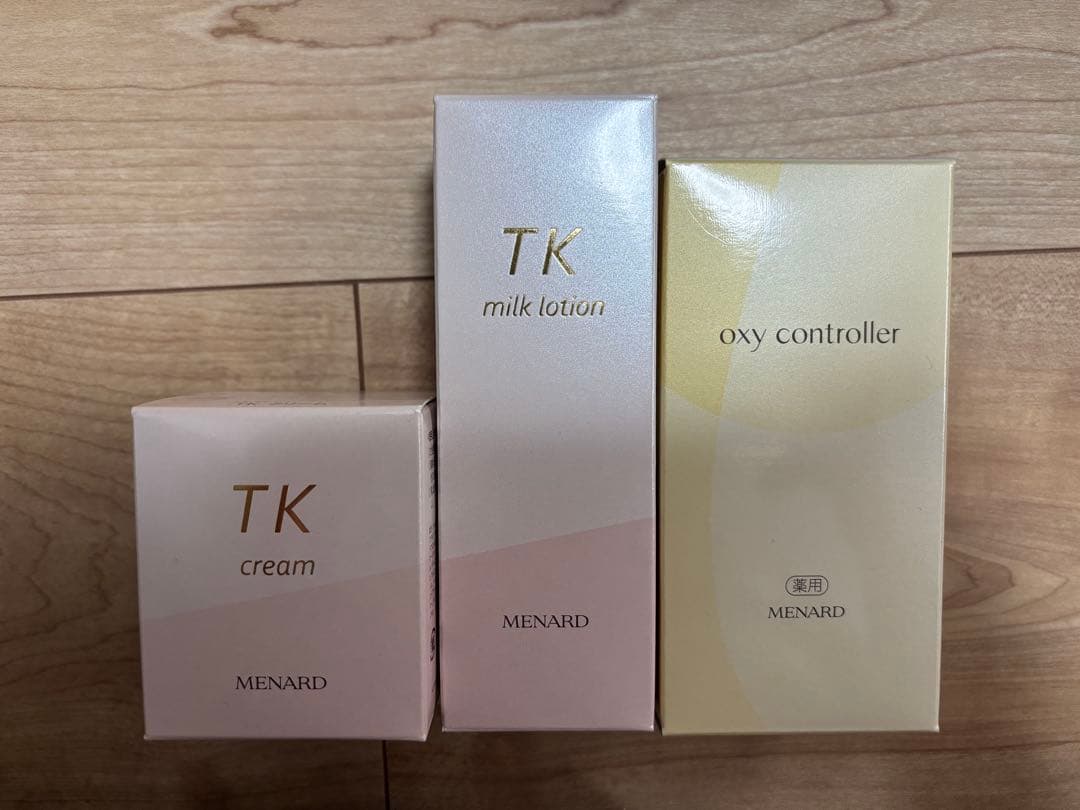 TK
cream
MENARD
TK
milk lotion
MENARD
oxy controller
薬用
MENARD